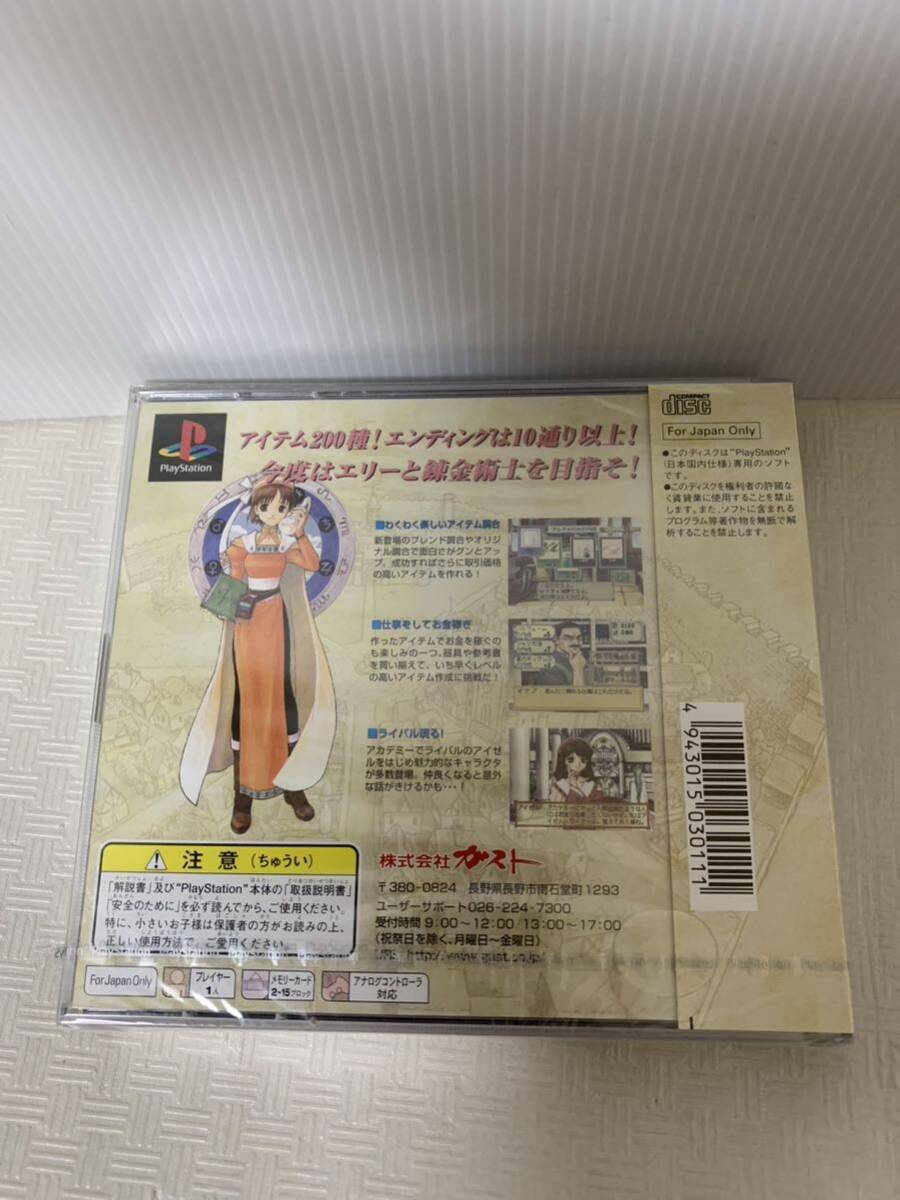 PlayStation
アイテム200種!エンディングは10通り以上!
今度はエリーと錬金術士を目指そ!
■わくわく楽しいアイテム調合
新登場のブレンド調合やオリジ
ナル調合で面白さがグンとアッ
プ。成功すればさらに取引価格
の高いアイテムを作れる!
■仕事をしてお金稼ぎ
作ったアイテムでお金を稼ぐの
も楽しみの一つ。器具や参考書
を買い揃えて、いち早くレベル
の高いアイテム作成に挑戦だ!
■ライバル現る!
アカデミーでライバルのアイゼ
ルをはじめ魅力的なキャラクタ
が多数登場。仲良くなると意外
な話がきけるかも・・・!
注意(ちゅうい)
「解説書」及び"PlayStation"本体の「取扱説明書」
「安全のために」を必ず読んでから、ご使用ください。
特に、小さいお子様は保護者の方がお読みの上、
正しい使用方法で、ご愛用ください。
株式会社ガスト
〒380-0824 長野県長野市南石堂町1293
ユーザーサポート026-224-7300
受付時間 9:00~12:00/13:00~17:00
(祝祭日を除く、月曜日~金曜日)
URL http://www.gust.co.jp/
For Japan Only
プレイヤー
1人
メモリーカード
2-15ブロック
アナログコントローラ
対応
COMPACT
disc
For Japan Only
●このディスクは"PlayStation"
(日本国内仕様)専用のソフト
です。
●このディスクを権利者の許諾な
く賃貸業に使用することを禁止
します。また、ソフトに含まれる
プログラム等著作物を無断で解
析することを禁止します。
4 943015 030111